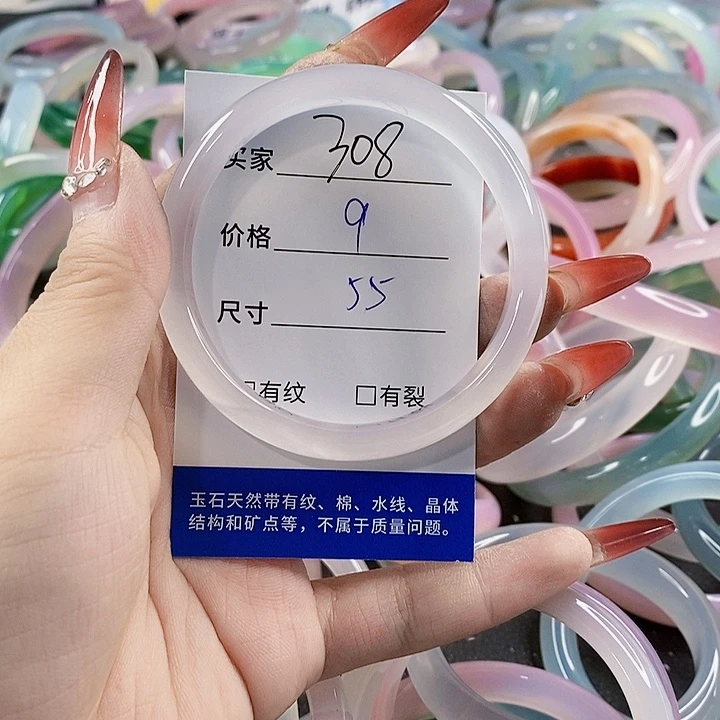 买家 308
价格 9
尺寸 55
□有纹 □有裂
玉石天然带有纹、棉、水线、晶体
结构和矿点等，不属于质量问题。